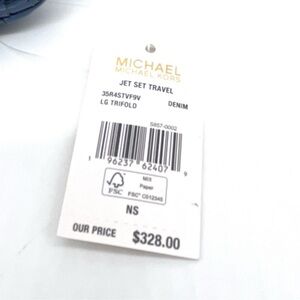 MICHAEL
MICHAEL KORS
JET SET TRAVEL
35R4STVF9V DENIM
LG TRIFOLD
S857-0002
1 96237 62407 9
FSC
MIX
Paper
FSC® C012345
NS
OUR PRICE $328.00